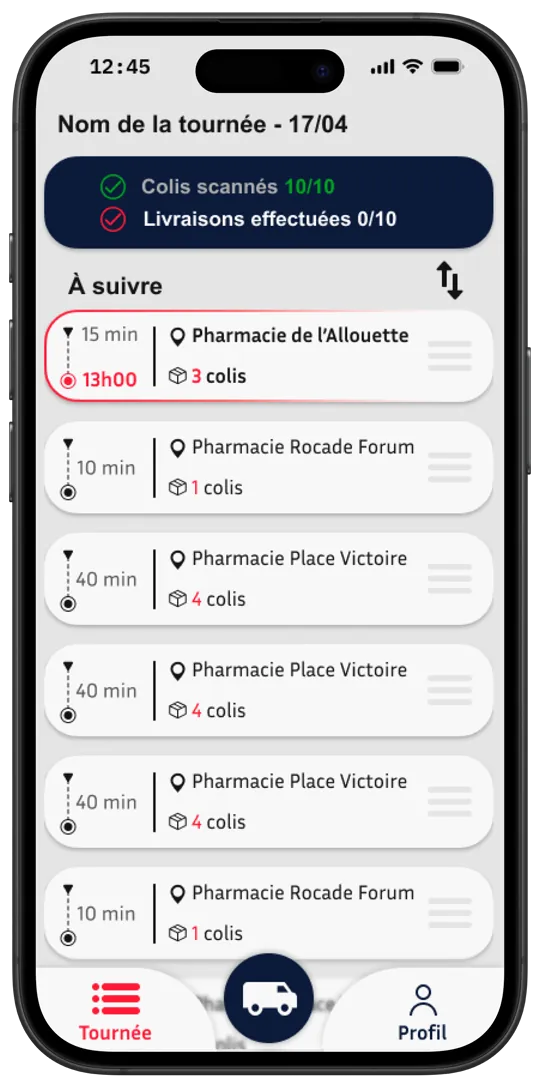 12:45
Nom de la tournée - 17/04
Colis scannés 10/10
Livraisons effectuées 0/10
À suivre
15 min
Pharmacie de l’Allouette
13h00
3 colis
Pharmacie Rocade Forum
10 min
1 colis
Pharmacie Place Victoire
40 min
4 colis
Pharmacie Place Victoire
40 min
4 colis
Pharmacie Place Victoire
40 min
4 colis
Pharmacie Rocade Forum
10 min
1 colis
Tournée
Profil